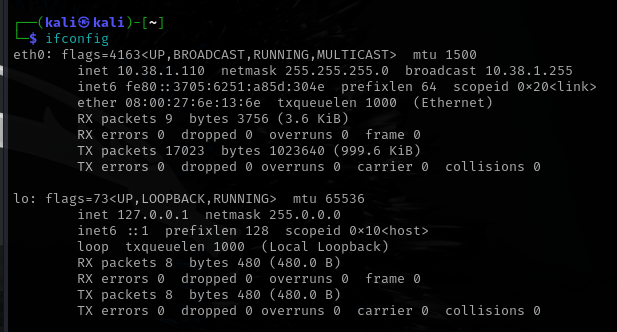 ┌──(kali㉿kali)-[~]
└─$ ifconfig
eth0: flags=4163<UP,BROADCAST,RUNNING,MULTICAST>  mtu 1500
        inet 10.38.1.110  netmask 255.255.255.0  broadcast 10.38.1.255
        inet6 fe80::3705:6251:a85d:304e  prefixlen 64  scopeid 0×20<link>
        ether 08:00:27:6e:13:6e  txqueuelen 1000  (Ethernet)
        RX packets 9  bytes 3756 (3.6 KiB)
        RX errors 0  dropped 0  overruns 0  frame 0
        TX packets 17023  bytes 1023640 (999.6 KiB)
        TX errors 0  dropped 0 overruns 0  carrier 0  collisions 0

lo: flags=73<UP,LOOPBACK,RUNNING>  mtu 65536
        inet 127.0.0.1  netmask 255.0.0.0
        inet6 ::1  prefixlen 128  scopeid 0×10<host>
        loop  txqueuelen 1000  (Local Loopback)
        RX packets 8  bytes 480 (480.0 B)
        RX errors 0  dropped 0  overruns 0  frame 0
        TX packets 8  bytes 480 (480.0 B)
        TX errors 0  dropped 0 overruns 0  carrier 0  collisions 0